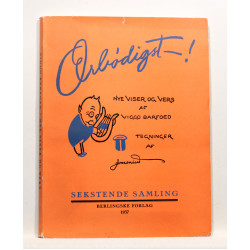 Ærbødigst—!
NYE VISER OG VERS
AF
VIGGO BARFOED
TEGNINGER
AF
SEKSTENDE SAMLING
BERLINGSKE FORLAG
1937